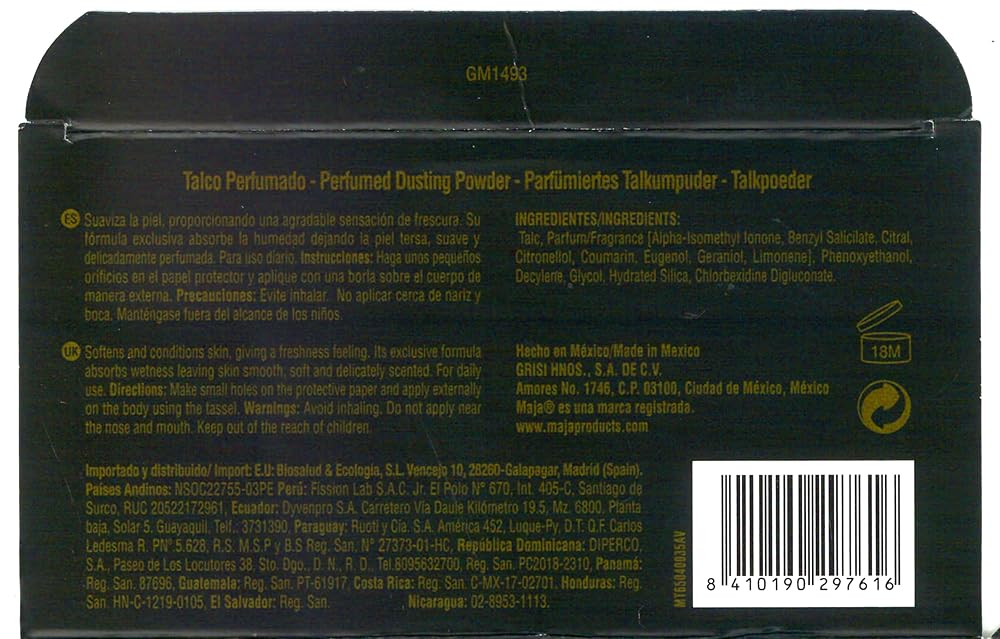 GM1493
Talco Perfumado - Perfumed Dusting Powder - Parfümiertes Talkumpuder - Talkpoeder
ES Suaviza la piel, proporcionando una agradable sensación de frescura. Su
fórmula exclusiva absorbe la humedad dejando la piel tersa, suave y
delicadamente perfumada. Para uso diario. Instrucciones: Haga unos pequeños
orificios en el papel protector y aplique con una borla sobre el cuerpo de
manera externa. Precauciones: Evite inhalar. No aplicar cerca de nariz y
boca. Manténgase fuera del alcance de los niños.
UK Softens and conditions skin, giving a freshness feeling. Its exclusive formula
absorbs wetness leaving skin smooth, soft and delicately scented. For daily
use. Directions: Make small holes on the protective paper and apply externally
on the body using the tassel. Warnings: Avoid inhaling. Do not apply near
the nose and mouth. Keep out of the reach of children.
INGREDIENTES/INGREDIENTS:
Talc, Parfum/Fragrance [Alpha-Isomethyl Ionone, Benzyl Salicilate, Citral,
Citronellol, Coumarin, Eugenol, Geraniol, Limonene], Phenoxyethanol,
Decylene, Glycol, Hydrated Silica, Chlorbexidine Digluconate.
Hecho en México/Made in Mexico
GRISI HNOS., S.A. DE C.V.
Amores No. 1746, C.P. 03100, Ciudad de México, México
Maja® es una marca registrada.
www.majaproducts.com
18M
Importado y distribuido/ Import: E.U: Biosalud & Ecología, S.L. Vencejo 10, 28260-Galapagar, Madrid (Spain).
Países Andinos: NSOC22755-03PE Perú: Fission Lab S.A.C. Jr. El Polo N° 670, Int. 405-C, Santiago de
Surco, RUC 20522172961, Ecuador: Dyvenpro S.A. Carretero Vía Daule Kilómetro 19.5, Mz. 6800, Planta
baja, Solar 5. Guayaquil, Telf.: 3731390. Paraguay: Ruoti y Cía. S.A. América 452, Luque-Py, D.T: Q.F. Carlos
Ledesma R. PN°.5.628, R.S. M.S.P y B.S Reg. San. N° 27373-01-HC, República Dominicana: DIPERCO,
S.A., Paseo de Los Locutores 38, Sto. Dgo., D. N., R. D., Tel.8095632700, Reg. San. PC2018-2310, Panamá:
Reg. San. 87696. Guatemala: Reg. San. PT-61917. Costa Rica: Reg. San. C-MX-17-02701. Honduras: Reg.
San. HN-C-1219-0105, El Salvador: Reg. San. Nicaragua: 02-8953-1113.
MT65040035AV
8 410190 297616